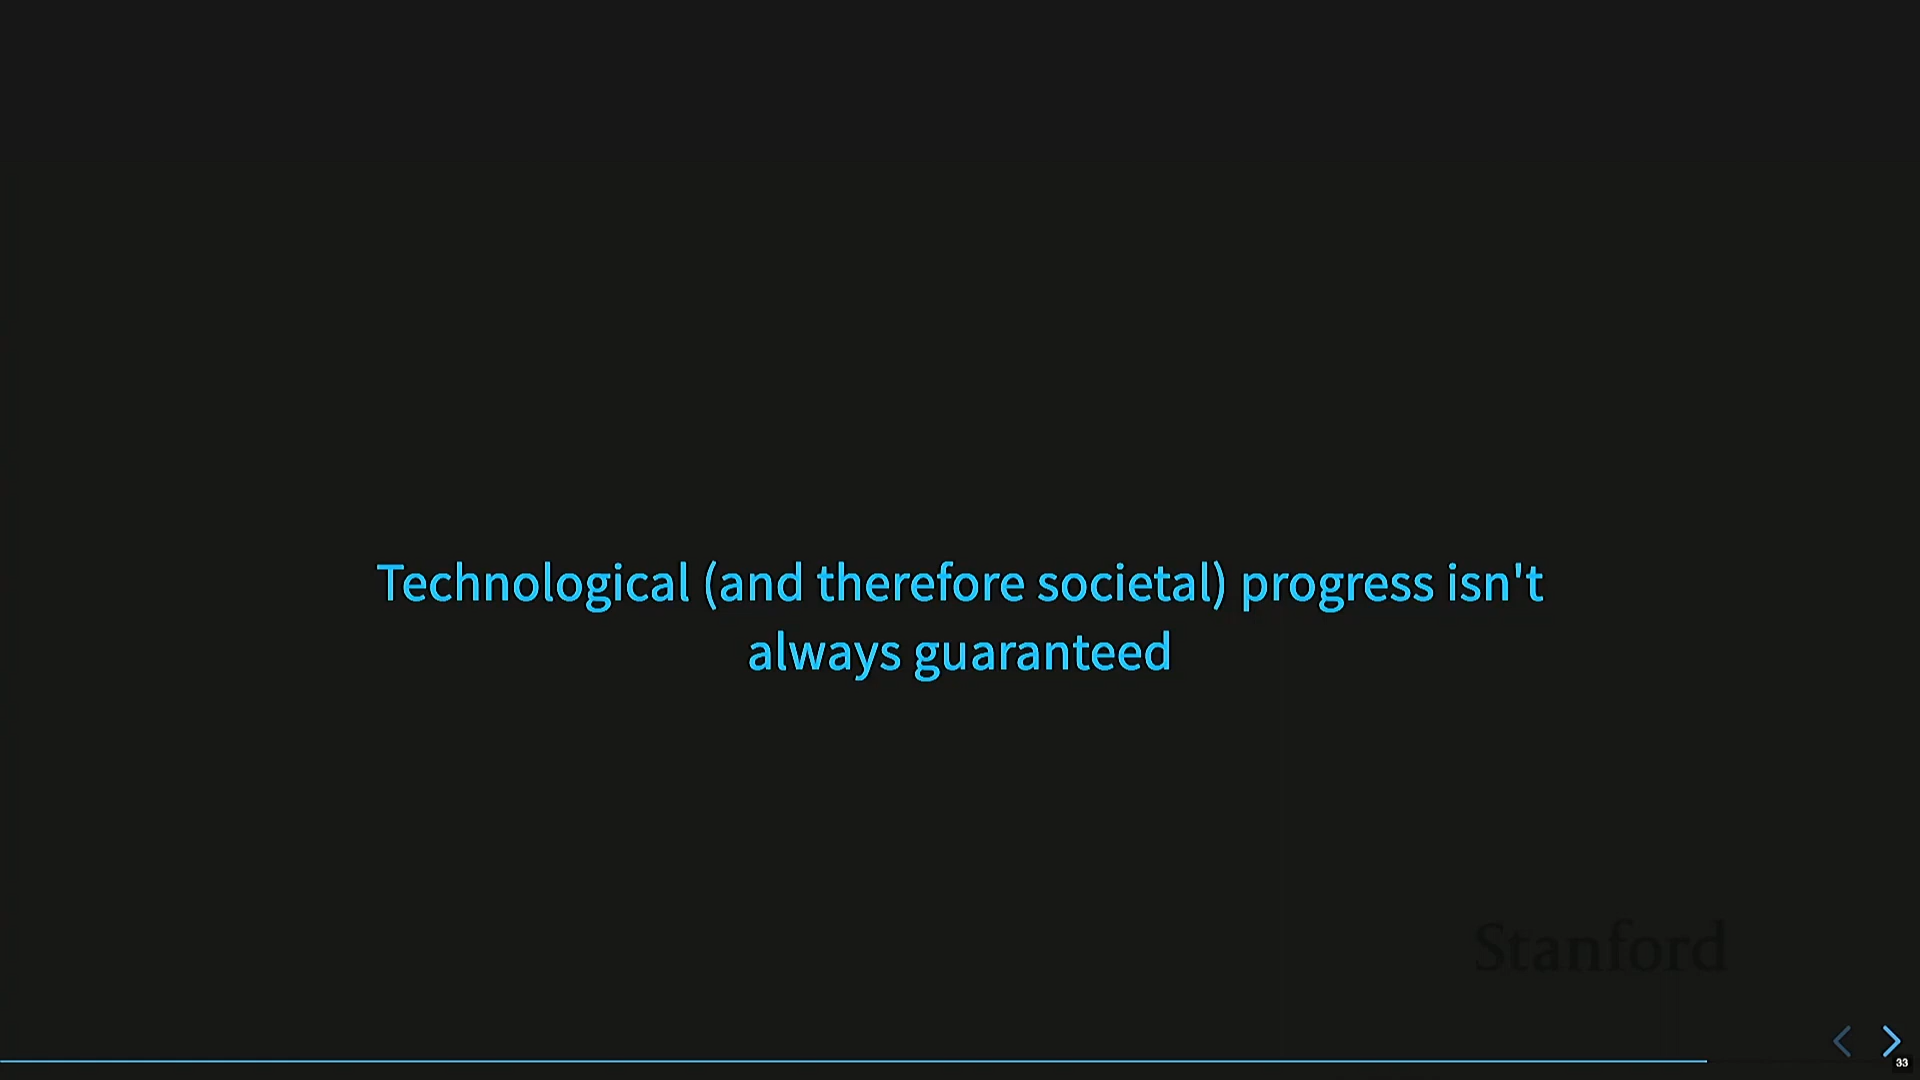 Technological (and therefore societal) progress isn't
always guaranteed
Stanford
33